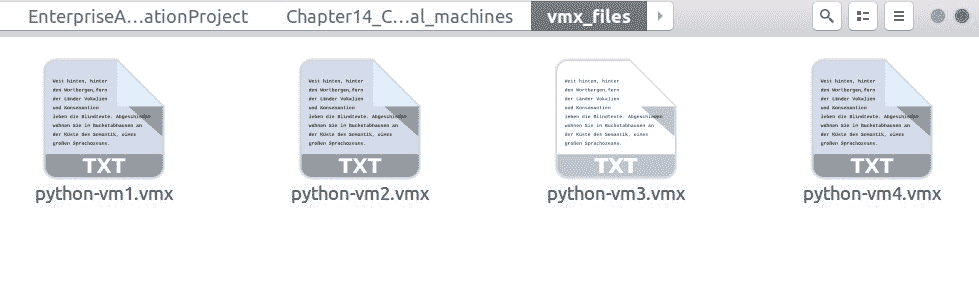 EnterpriseA...ationProject Chapter14_C...al_machines vmx_files
Weit hinten, hinter
den Wortbergen,fern
der Länder Vokalien
und Konsonantien
leben die Blindtexte. Abgeschiede
wohnen Sie in Buchstabhausen an
der Küste des Semantik, eines
großen Sprachozeans.
TXT
python-vm1.vmx
Weit hinten, hinter
den Wortbergen,fern
der Länder Vokalien
und Konsonantien
leben die Blindtexte. Abgeschiede
wohnen Sie in Buchstabhausen an
der Küste des Semantik, eines
großen Sprachozeans.
TXT
python-vm2.vmx
Weit hinten, hinter
den Wortbergen,fern
der Länder Vokalien
und Konsonantien
leben die Blindtexte. Abgeschieden
wohnen Sie in Buchstabhausen an
der Küste des Semantik, eines
großen Sprachozeans.
TXT
python-vm3.vmx
Weit hinten, hinter
den Wortbergen,fern
der Länder Vokalien
und Konsonantien
leben die Blindtexte. Abgeschiede
wohnen Sie in Buchstabhausen an
der Küste des Semantik, eines
großen Sprachozeans.
TXT
python-vm4.vmx